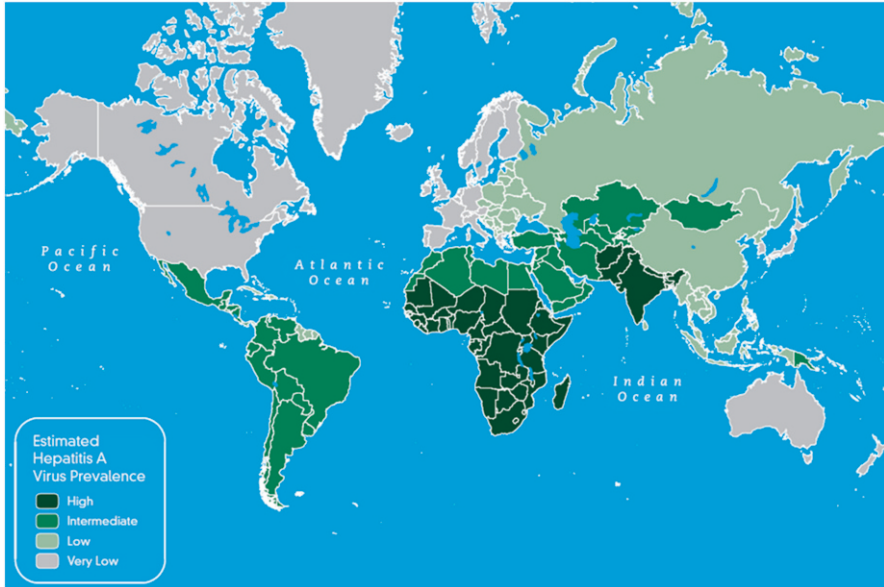 Pacific
Ocean
Atlantic
Ocean
Indian
Ocean
Estimated
Hepatitis A
Virus Prevalence
High
Intermediate
Low
Very Low